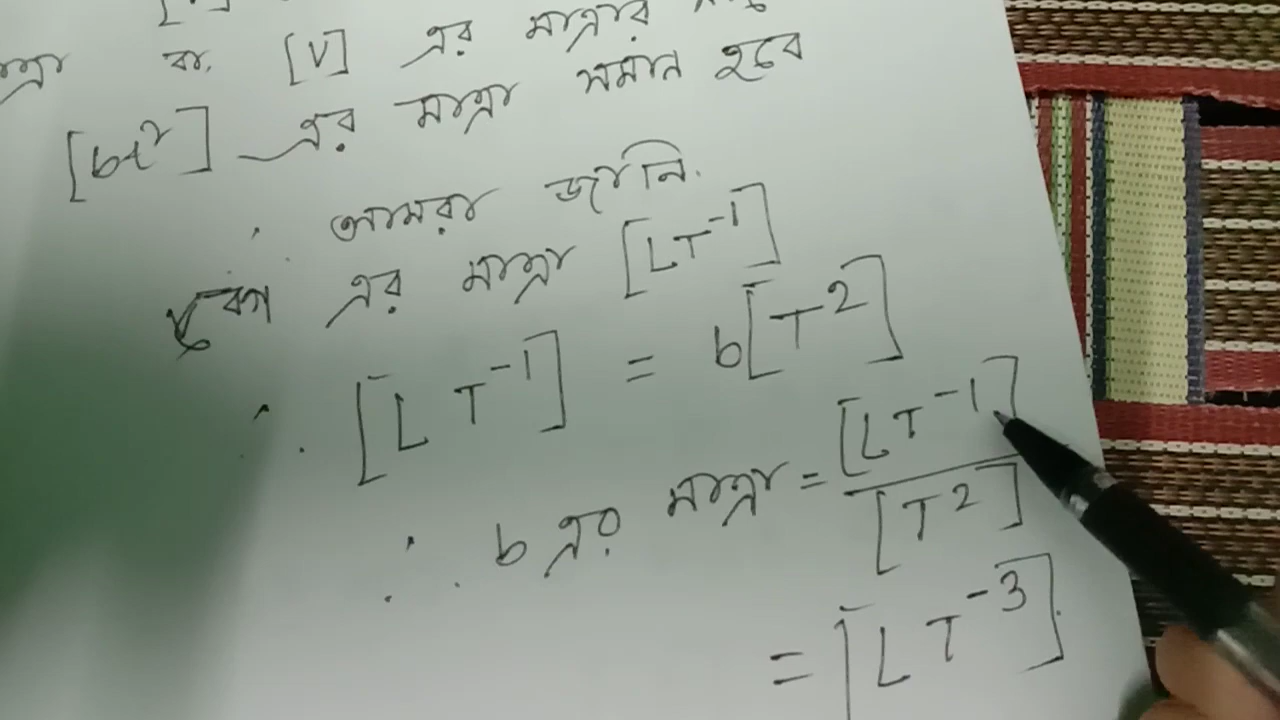 মাত্রা বা, [V] এর মাত্রার
[bt²] এর মাত্রা সমান হবে
∴ আমরা জানি
বেগ এর মাত্রা [LT⁻¹]
∴ [LT⁻¹] = b[T²]
∴ b এর মাত্রা = [LT⁻¹] / [T²]
= [LT⁻³]